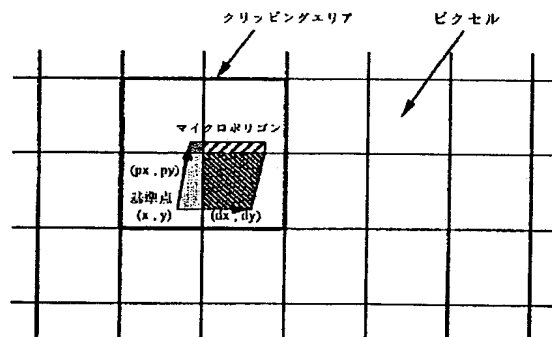 クリッピングエリア
ピクセル
マイクロポリゴン
(px, py)
基準点
(x, y)
(dx, dy)